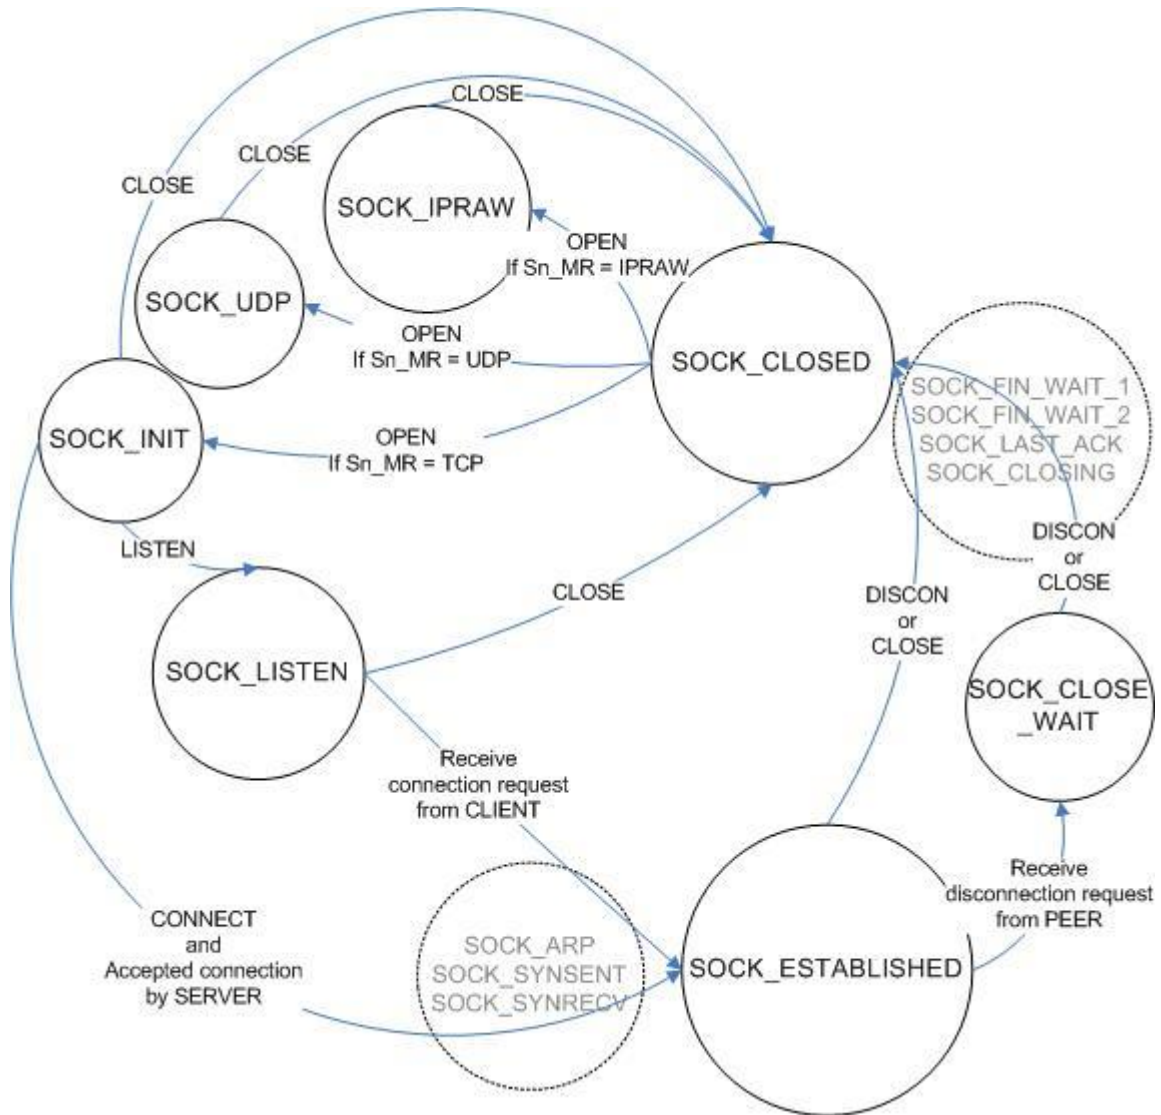 CLOSE
CLOSE
CLOSE
SOCK_IPRAW
OPEN
If Sn_MR = IPRAW
SOCK_UDP
OPEN
If Sn_MR = UDP
SOCK_CLOSED
SOCK_FIN_WAIT_1
SOCK_FIN_WAIT_2
SOCK_LAST_ACK
SOCK_CLOSING
SOCK_INIT
OPEN
If Sn_MR = TCP
LISTEN
DISCON
or
CLOSE
CLOSE
DISCON
or
CLOSE
SOCK_LISTEN
SOCK_CLOSE
_WAIT
Receive
connection request
from CLIENT
Receive
disconnection request
from PEER
CONNECT
and
Accepted connection
by SERVER
SOCK_ARP
SOCK_SYNSENT
SOCK_SYNRECV
SOCK_ESTABLISHED